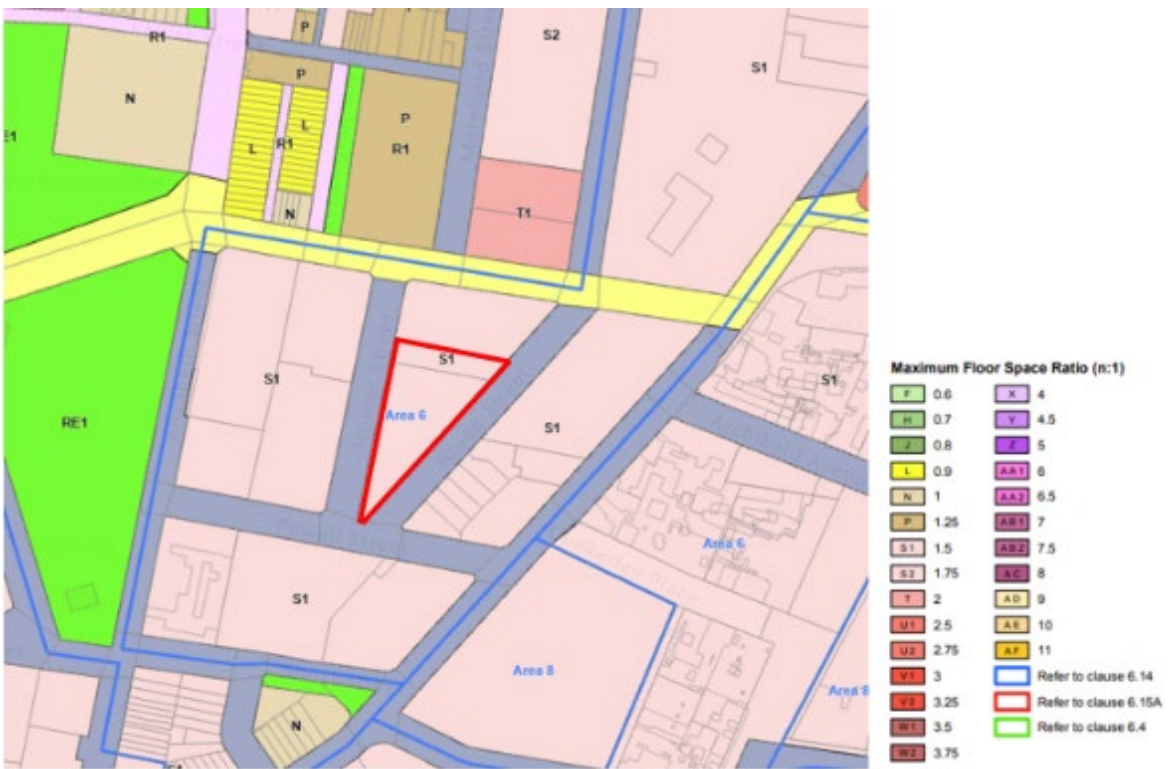 R1
P
S2
S1
N
P
P
R1
L
L
R1
N
T1
S1
S1
S1
RE1
Area 6
S1
Cowell Street
Area 6
S1
Area 8
Area 8
N
Maximum Floor Space Ratio (n:1)
F 0.6
H 0.7
J 0.8
L 0.9
N 1
P 1.25
S1 1.5
S2 1.75
T 2
U1 2.5
U2 2.75
V1 3
V2 3.25
W1 3.5
W2 3.75
X 4
Y 4.5
Z 5
AA1 6
AA2 6.5
AB1 7
AB2 7.5
AC 8
AD 9
AE 10
AF 11
Refer to clause 6.14
Refer to clause 6.15A
Refer to clause 6.4